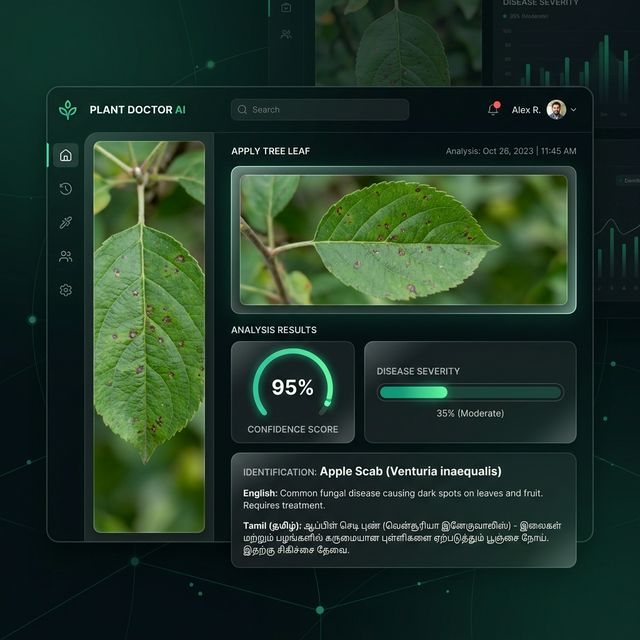 DISEASE SEVERITY
35% (Moderate)
PLANT DOCTOR AI
Search
Alex R.
APPLY TREE LEAF
Analysis: Oct 26, 2023 | 11:45 AM
ANALYSIS RESULTS
95%
CONFIDENCE SCORE
DISEASE SEVERITY
35% (Moderate)
IDENTIFICATION: Apple Scab (Venturia inaequalis)
English: Common fungal disease causing dark spots on leaves and fruit.
Requires treatment.
Tamil (தமிழ்): ஆப்பிள் செடி புண் (வென்சூரியா இனேகுவாலிஸ்) - இலைகள்
மற்றும் பழங்களில் கருமையான புள்ளிகளை ஏற்படுத்தும் பூஞ்சை நோய்.
இதற்கு சிகிச்சை தேவை.